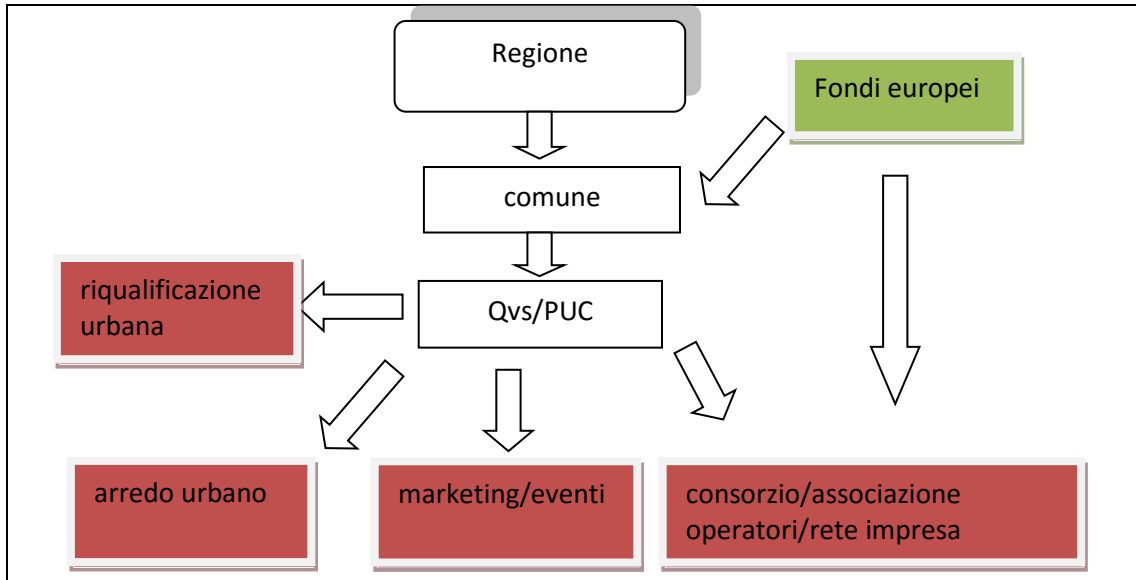 Regione
Fondi europei
comune
riqualificazione
urbana
Qvs/PUC
arredo urbano
marketing/eventi
consorzio/associazione
operatori/rete impresa